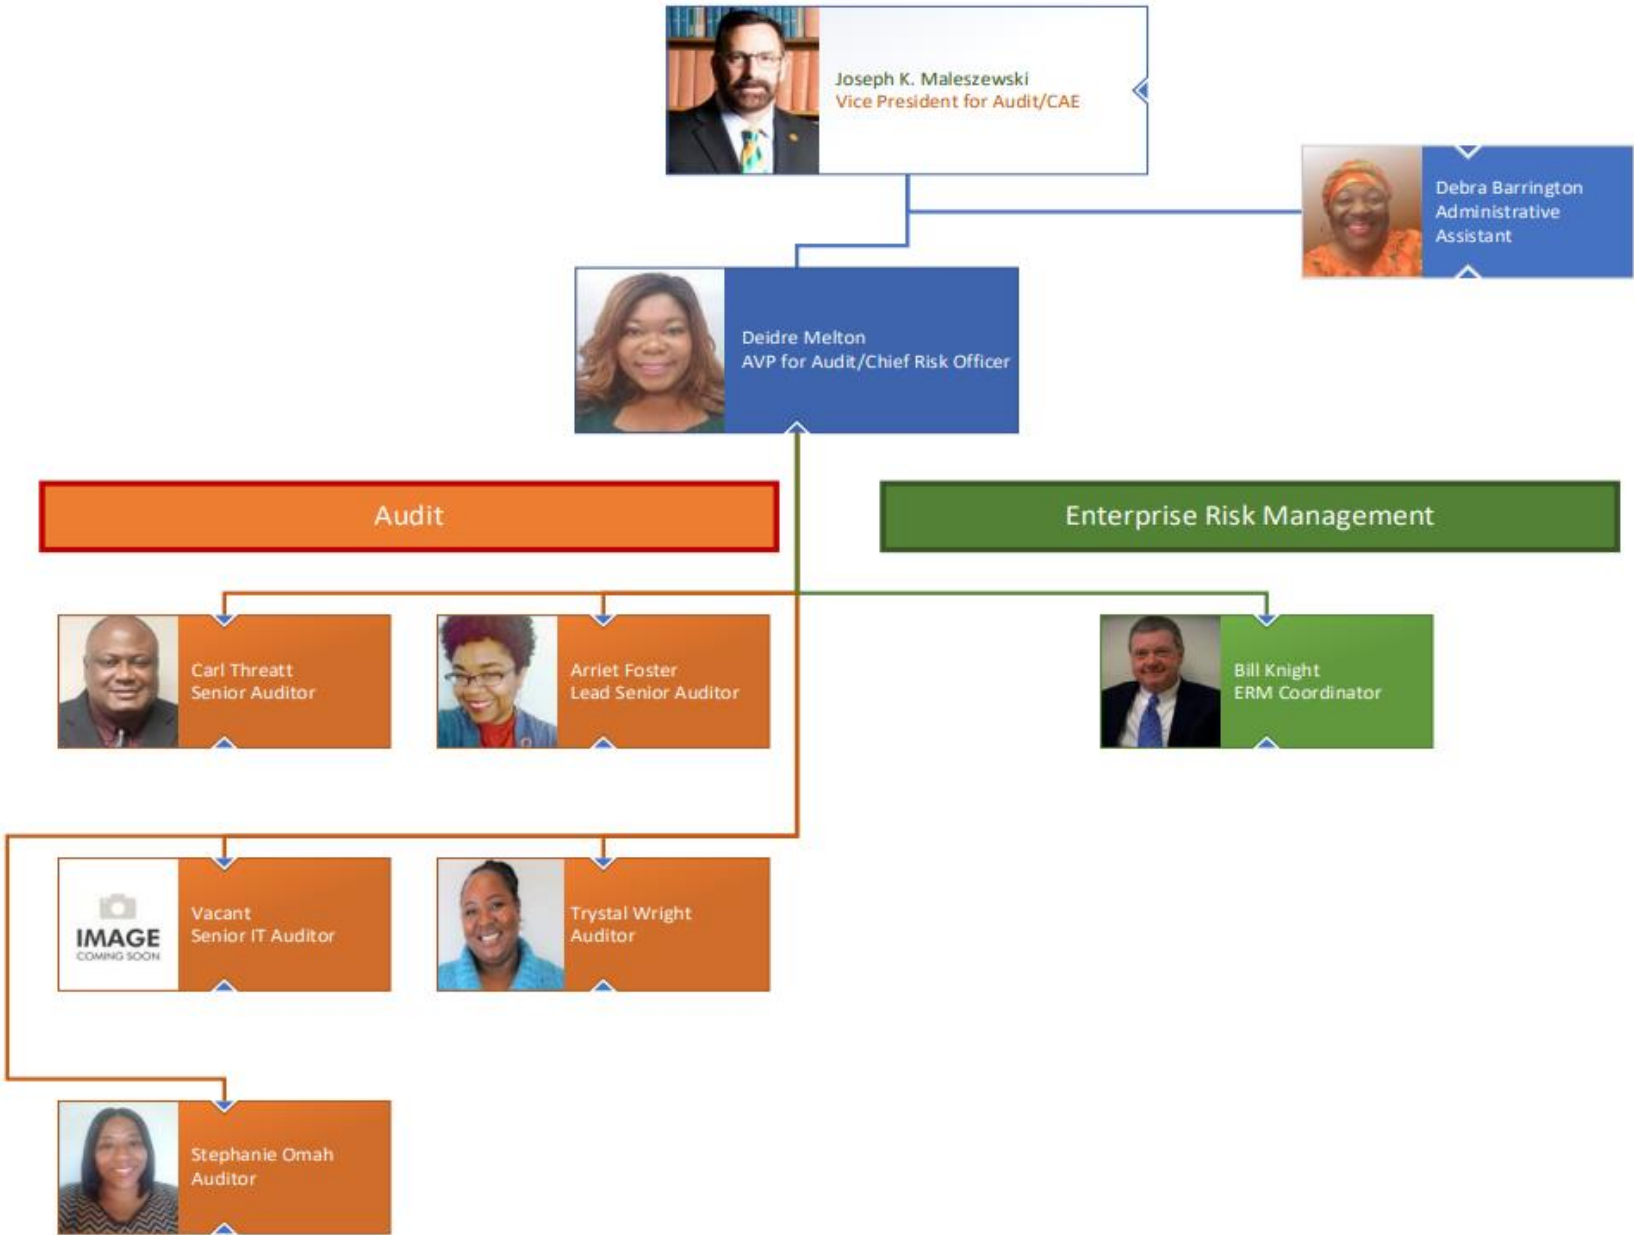 Joseph K. Maleszewski
Vice President for Audit/CAE
Debra Barrington
Administrative
Assistant
Deidre Melton
AVP for Audit/Chief Risk Officer
Audit
Enterprise Risk Management
Carl Threatt
Senior Auditor
Arriet Foster
Lead Senior Auditor
Bill Knight
ERM Coordinator
IMAGE
COMING SOON
Vacant
Senior IT Auditor
Trystal Wright
Auditor
Stephanie Omah
Auditor